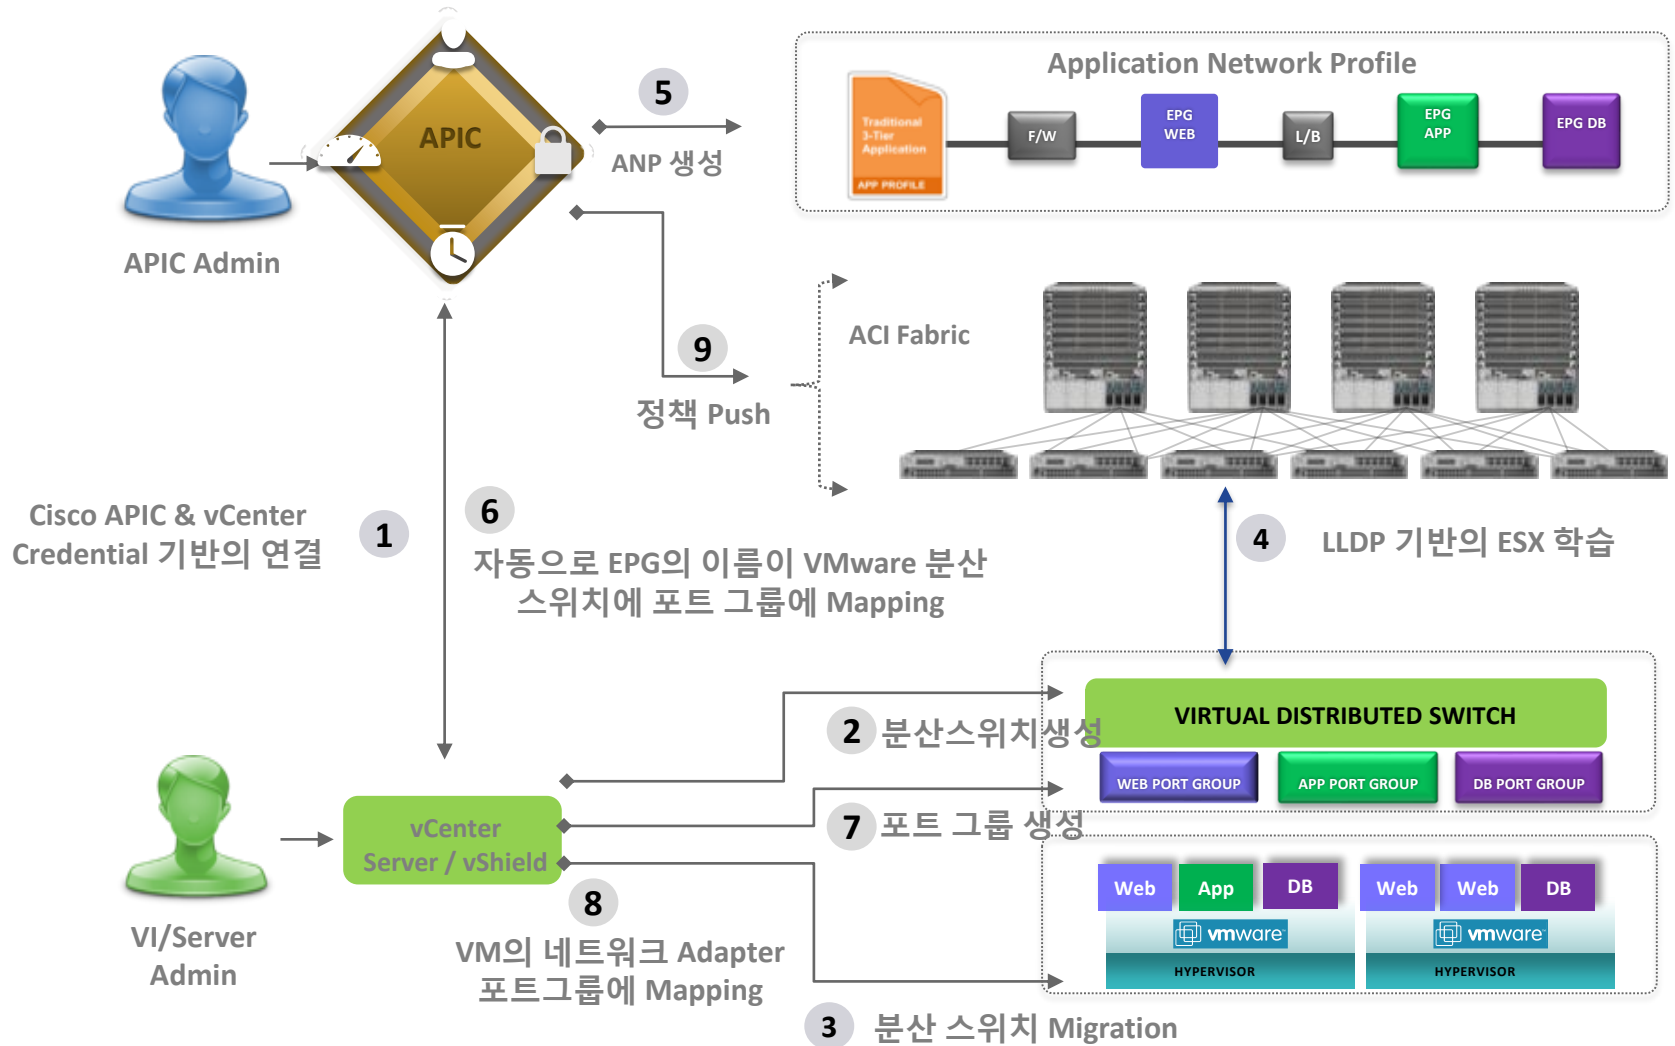 Application Network Profile
Traditional
3-Tier
Application
APP PROFILE
F/W
EPG
WEB
L/B
EPG
APP
EPG DB
APIC
5
ANP 생성
APIC Admin
9
정책 Push
ACI Fabric
Cisco APIC & vCenter
Credential 기반의 연결
1
6
자동으로 EPG의 이름이 VMware 분산
스위치에 포트 그룹에 Mapping
4
LLDP 기반의 ESX 학습
2
분산스위치생성
VIRTUAL DISTRIBUTED SWITCH
WEB PORT GROUP
APP PORT GROUP
DB PORT GROUP
7
포트 그룹 생성
vCenter
Server / vShield
VI/Server
Admin
8
VM의 네트워크 Adapter
포트그룹에 Mapping
Web
App
DB
Web
Web
DB
vmware
vmware
HYPERVISOR
HYPERVISOR
3
분산 스위치 Migration